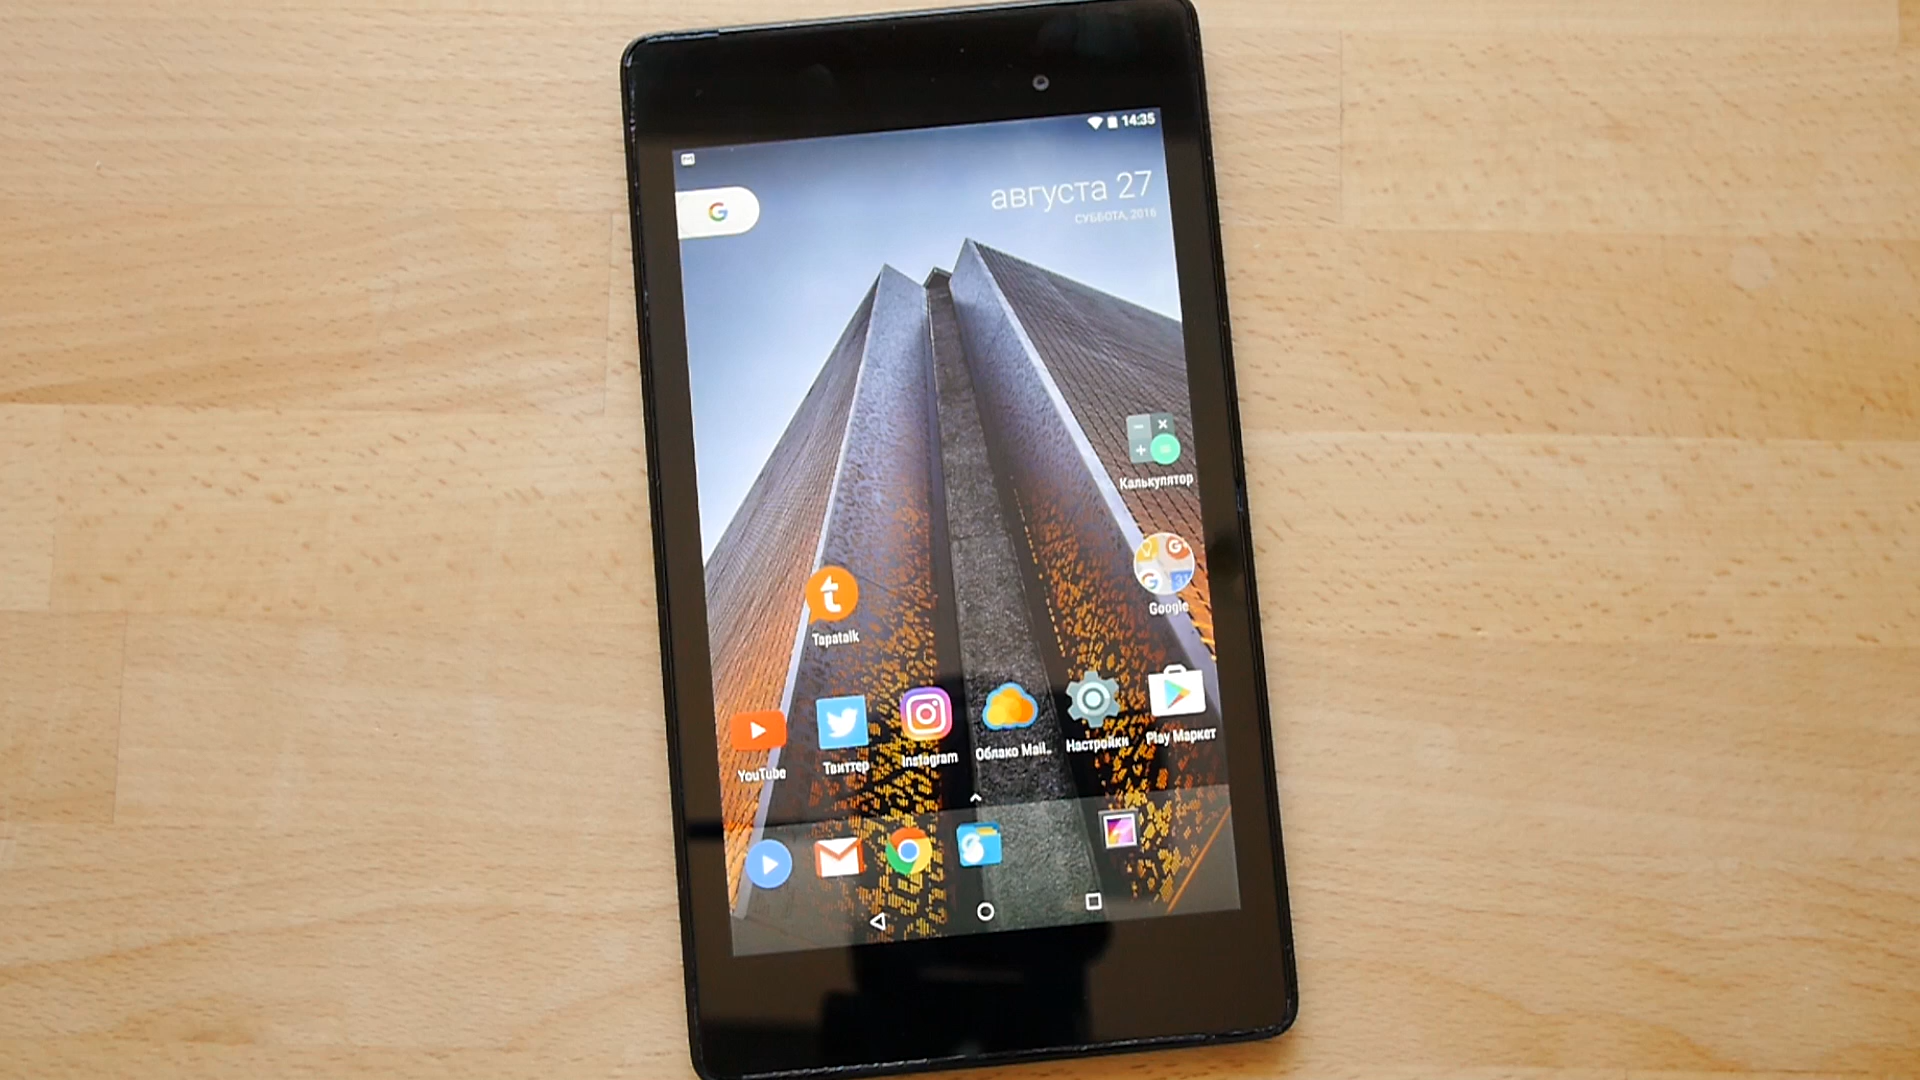 14:35
августа 27
СУББОТА, 2016
Калькулятор
Google
Tapatalk
YouTube
Твиттер
Instagram
Облако Mail..
Настройки
Play Маркет